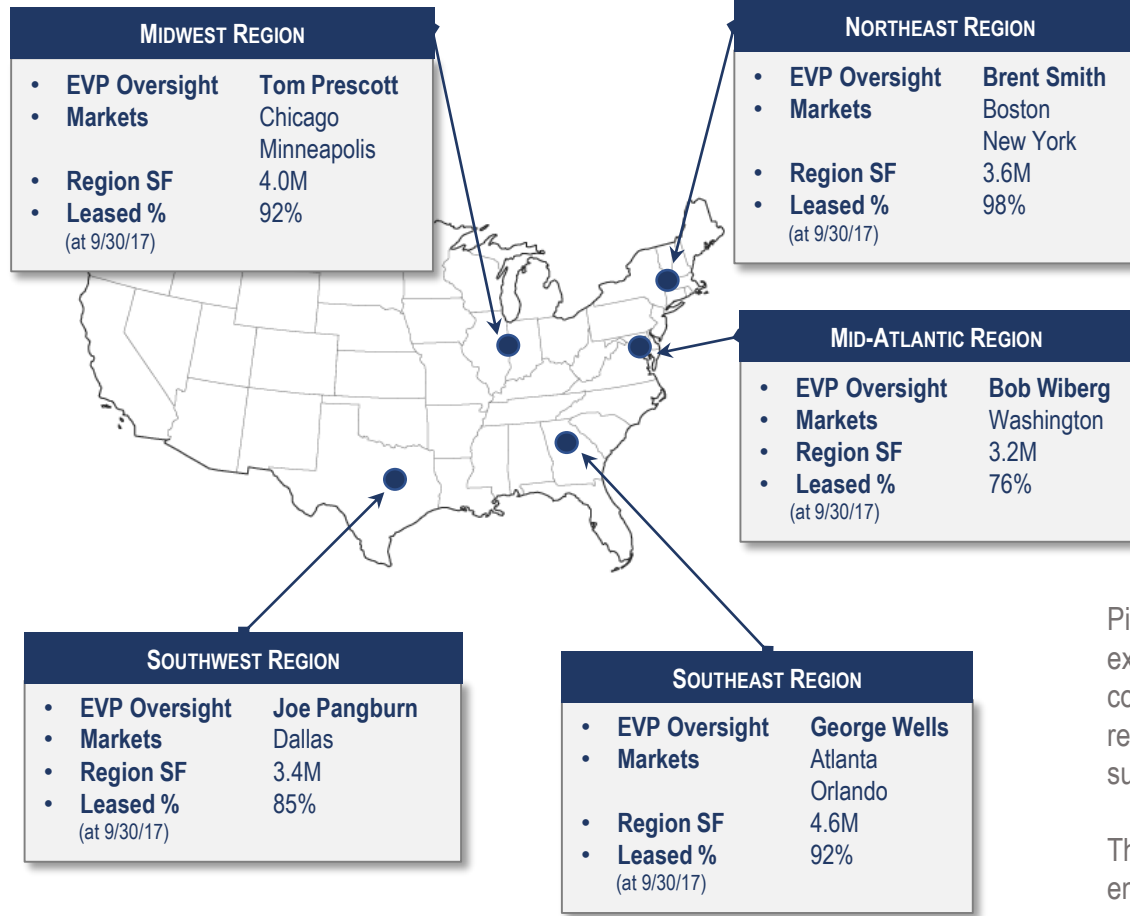 MIDWEST REGION
• EVP Oversight Tom Prescott
• Markets Chicago
Minneapolis
• Region SF 4.0M
• Leased % 92%
(at 9/30/17)
NORTHEAST REGION
• EVP Oversight Brent Smith
• Markets Boston
New York
• Region SF 3.6M
• Leased % 98%
(at 9/30/17)
MID-ATLANTIC REGION
• EVP Oversight Bob Wiberg
• Markets Washington
• Region SF 3.2M
• Leased % 76%
(at 9/30/17)
SOUTHWEST REGION
• EVP Oversight Joe Pangburn
• Markets Dallas
• Region SF 3.4M
• Leased % 85%
(at 9/30/17)
SOUTHEAST REGION
• EVP Oversight George Wells
• Markets Atlanta
Orlando
• Region SF 4.6M
• Leased % 92%
(at 9/30/17)